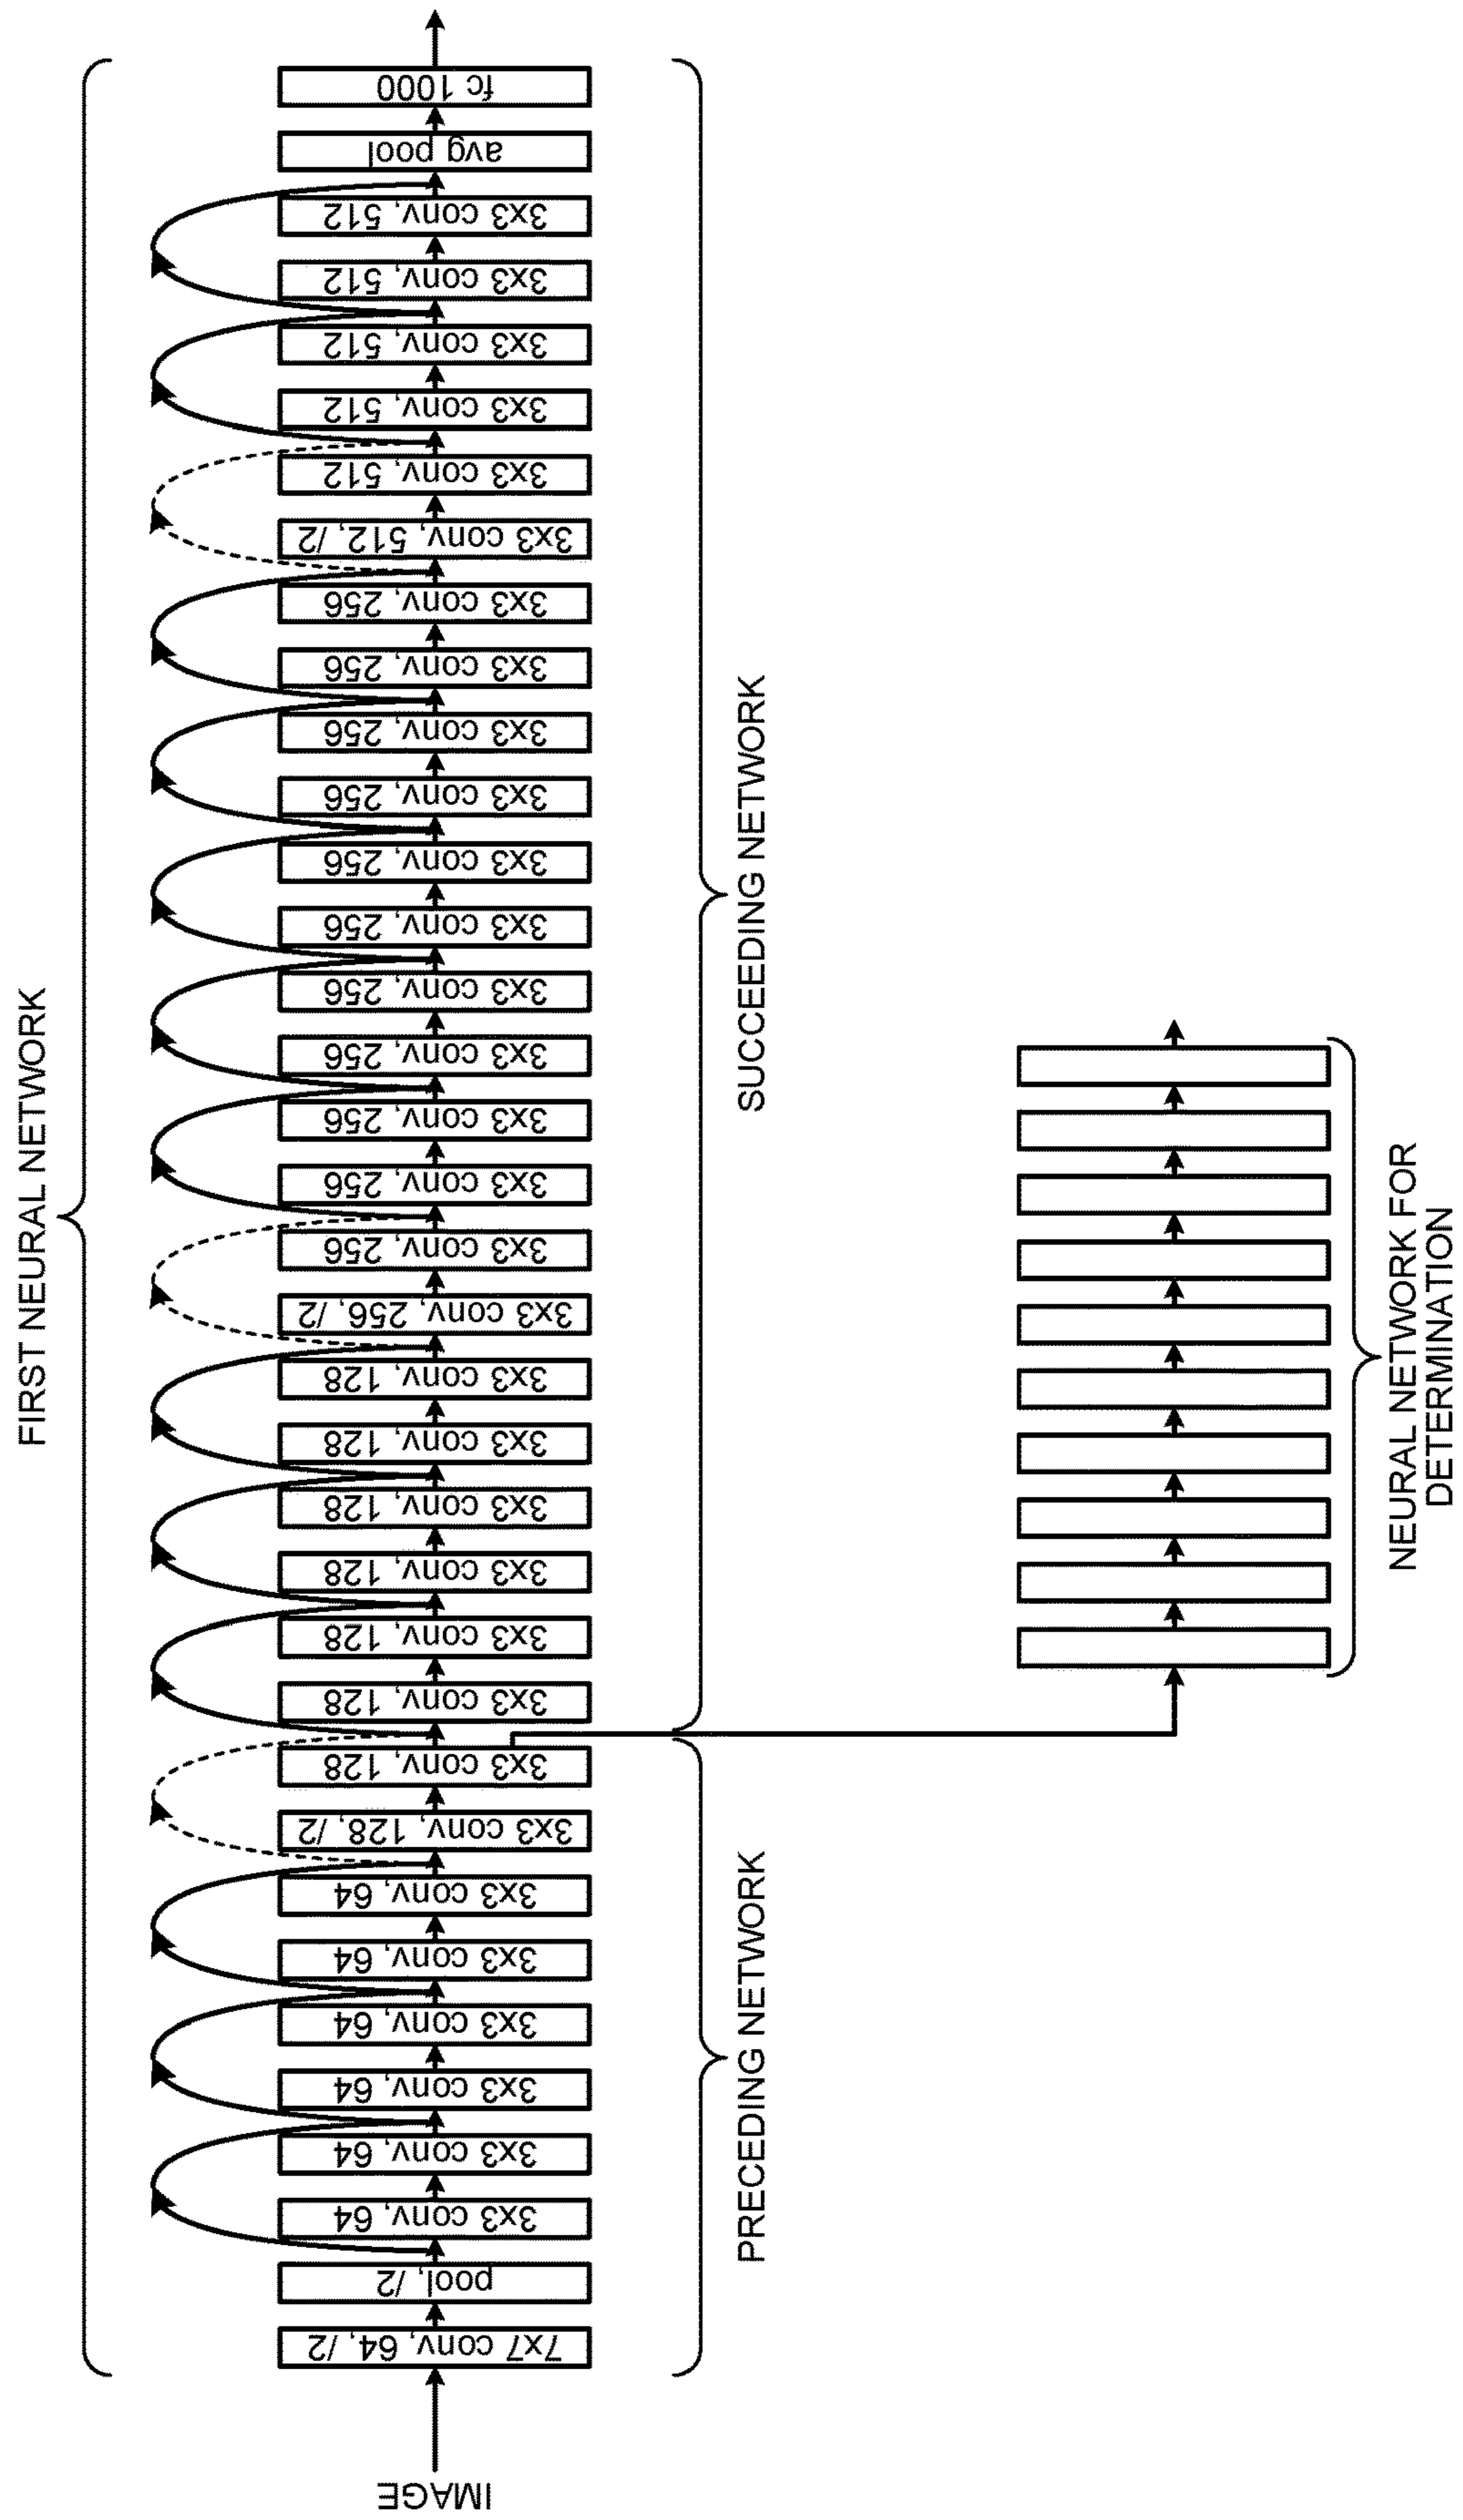 FIRST NEURAL NETWORK
IMAGE
7x7 conv, 64, /2
pool, /2
3x3 conv, 64
3x3 conv, 64
3x3 conv, 64
3x3 conv, 64
3x3 conv, 64
3x3 conv, 64
3x3 conv, 128, /2
3x3 conv, 128
3x3 conv, 128
3x3 conv, 128
3x3 conv, 128
3x3 conv, 128
3x3 conv, 128
3x3 conv, 128
3x3 conv, 256, /2
3x3 conv, 256
3x3 conv, 256
3x3 conv, 256
3x3 conv, 256
3x3 conv, 256
3x3 conv, 256
3x3 conv, 256
3x3 conv, 256
3x3 conv, 256
3x3 conv, 256
3x3 conv, 256
3x3 conv, 512, /2
3x3 conv, 512
3x3 conv, 512
3x3 conv, 512
3x3 conv, 512
3x3 conv, 512
avg pool
fc 1000
PRECEDING NETWORK
SUCCEEDING NETWORK
NEURAL NETWORK FOR
DETERMINATION